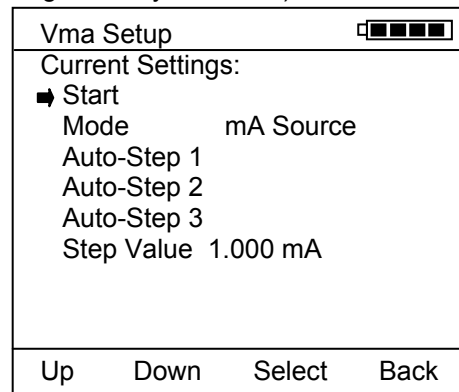 Vma Setup
Current Settings:
Start
Mode mA Source
Auto-Step 1
Auto-Step 2
Auto-Step 3
Step Value 1.000 mA
Up Down Select Back